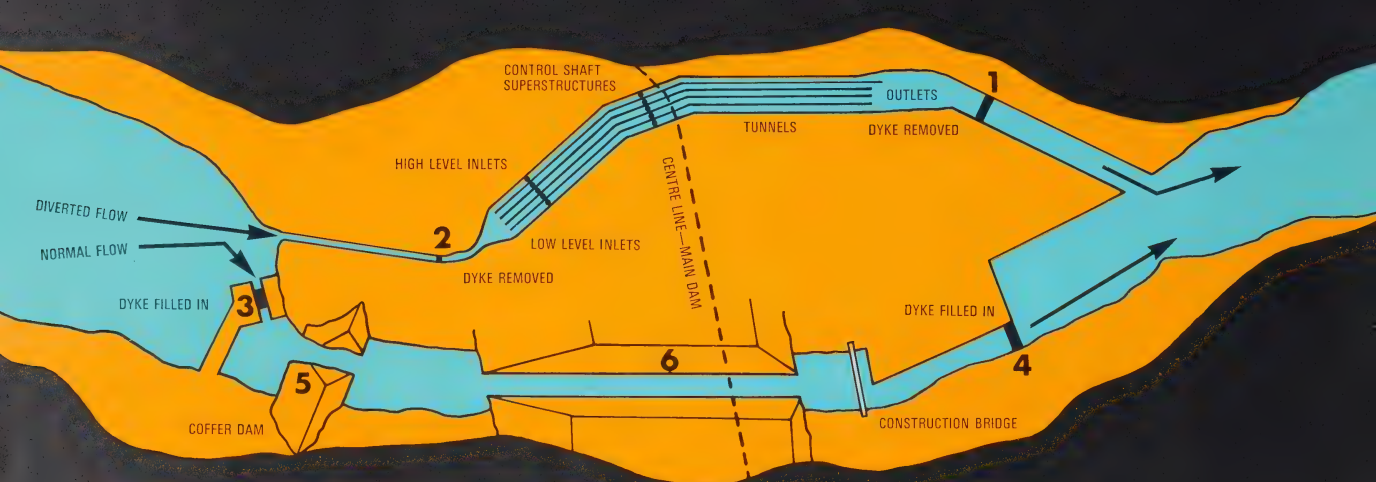 CONTROL SHAFT
SUPERSTRUCTURES
1
OUTLETS
TUNNELS
DYKE REMOVED
HIGH LEVEL INLETS
CENTRE LINE—MAIN DAM
DIVERTED FLOW
2
LOW LEVEL INLETS
NORMAL FLOW
DYKE REMOVED
DYKE FILLED IN
3
DYKE FILLED IN
6
4
5
COFFER DAM
CONSTRUCTION BRIDGE